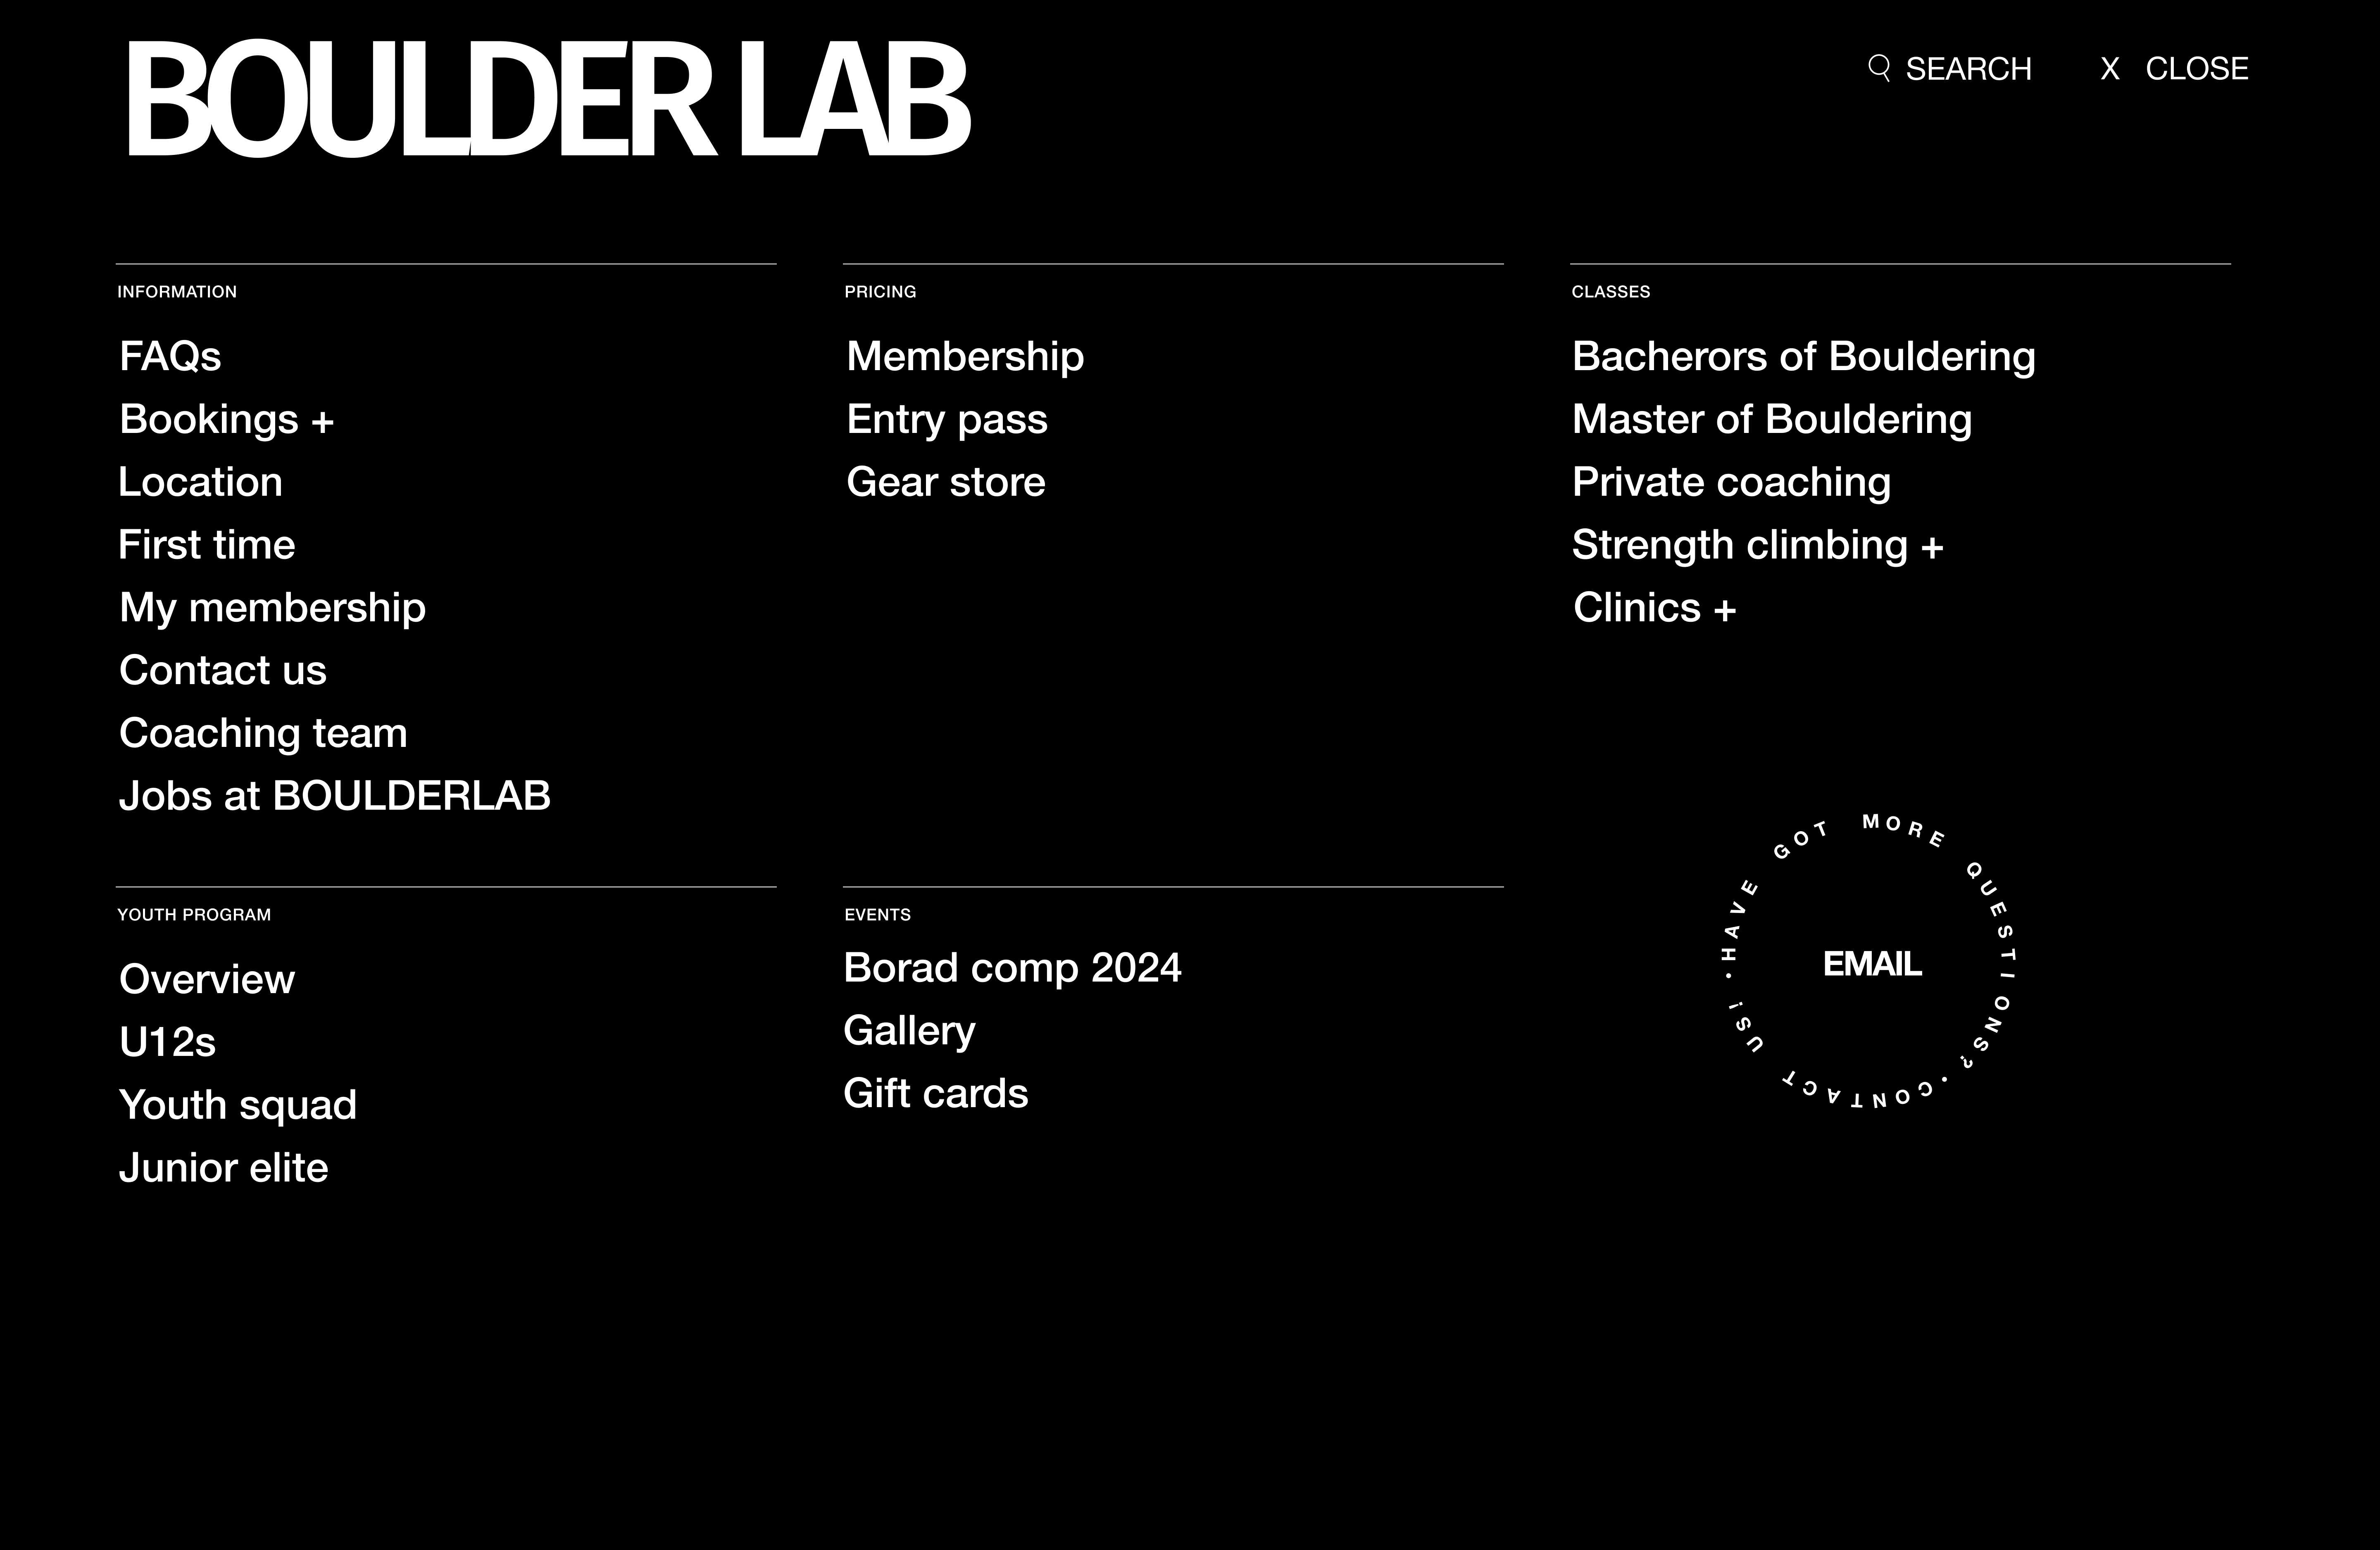 BOULDER LAB
SEARCH
X CLOSE
INFORMATION
FAQs
Bookings +
Location
First time
My membership
Contact us
Coaching team
Jobs at BOULDERLAB
PRICING
Membership
Entry pass
Gear store
CLASSES
Bacherors of Bouldering
Master of Bouldering
Private coaching
Strength climbing +
Clinics +
YOUTH PROGRAM
Overview
U12s
Youth squad
Junior elite
EVENTS
Borad comp 2024
Gallery
Gift cards
HAVE GOT MORE QUESTIONS? • CONTACT US! •
EMAIL